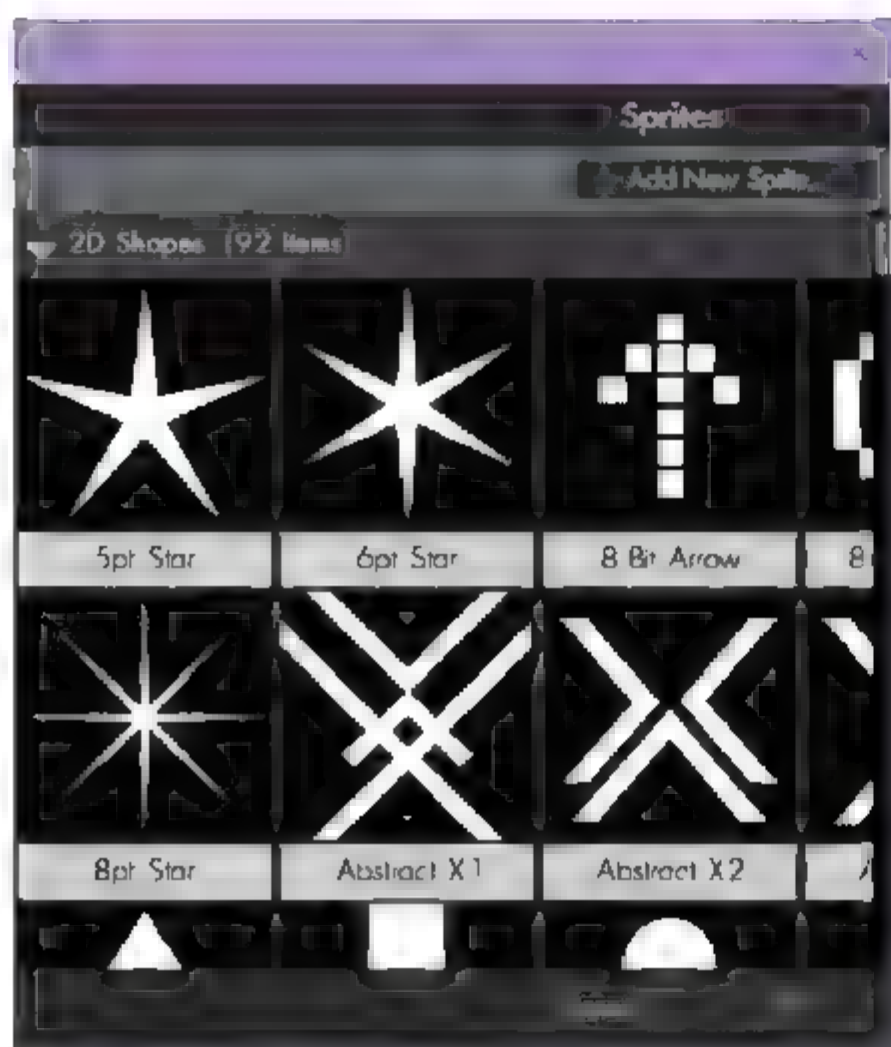 Sprites
Add New Sprite...
2D Shapes (92 Items
5pt Star 6pt Star 8 Bit Arrow 8
8pt Star Abstract X1 Abstract X2